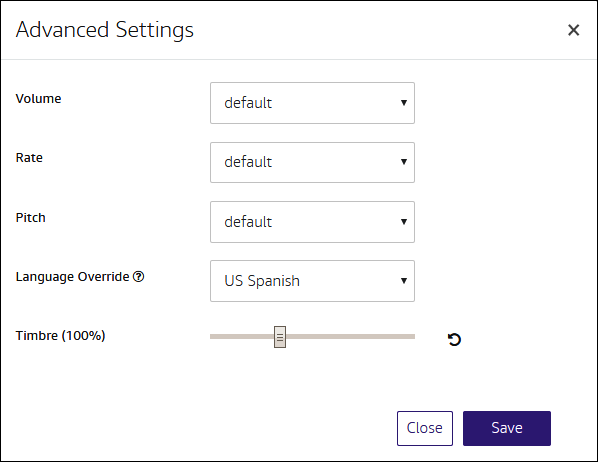 Advanced Settings
Volume default
Rate default
Pitch default
Language Override US Spanish
Timbre (100%)
Close Save